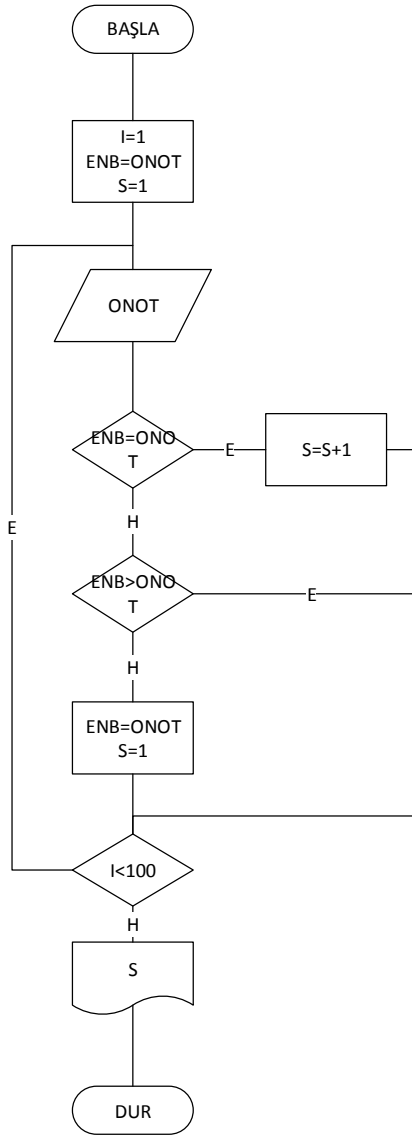 BAŞLA
I=1
ENB=ONOT
S=1
ONOT
ENB=ONO
T
E
S=S+1
H
E
ENB>ONO
T
E
H
ENB=ONOT
S=1
I<100
H
S
DUR